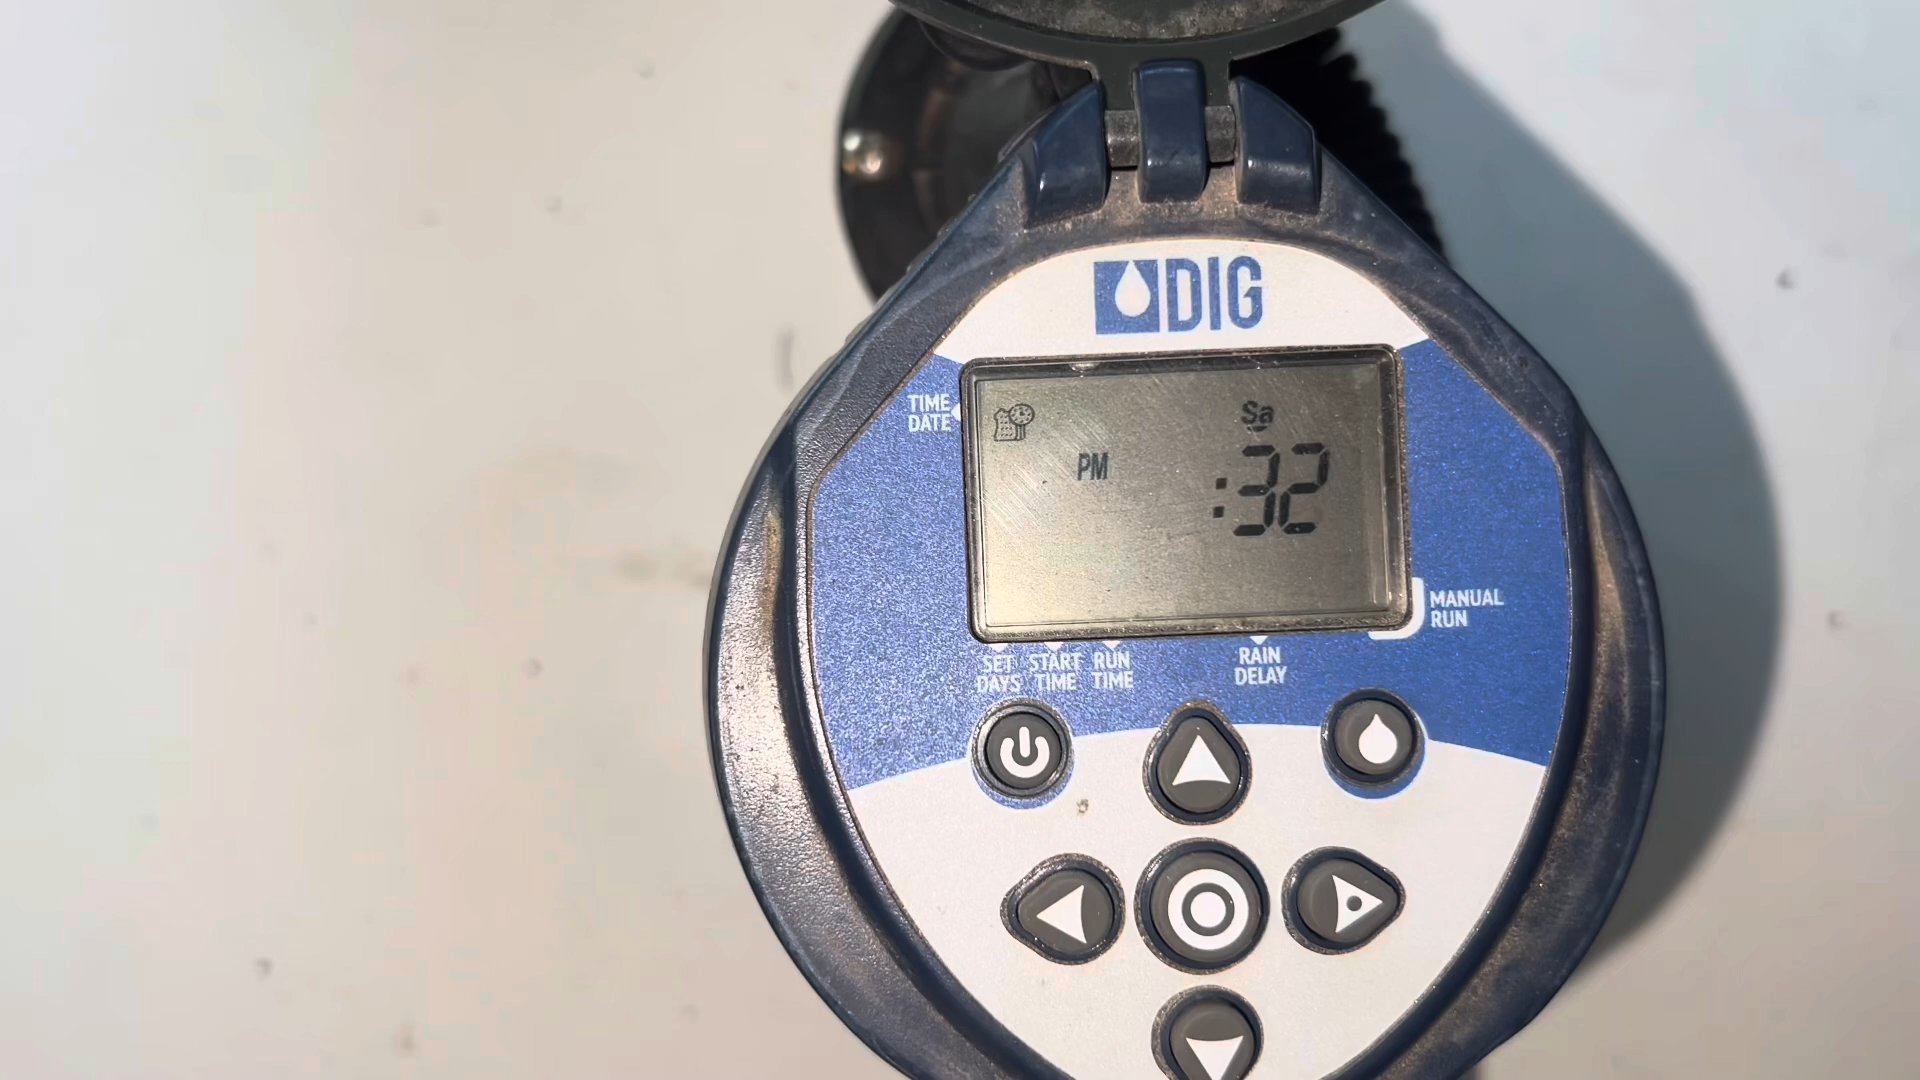 DIG
TIME
DATE
Sa
PM
:32
MANUAL
RUN
SET
DAYS
START
TIME
RUN
TIME
RAIN
DELAY